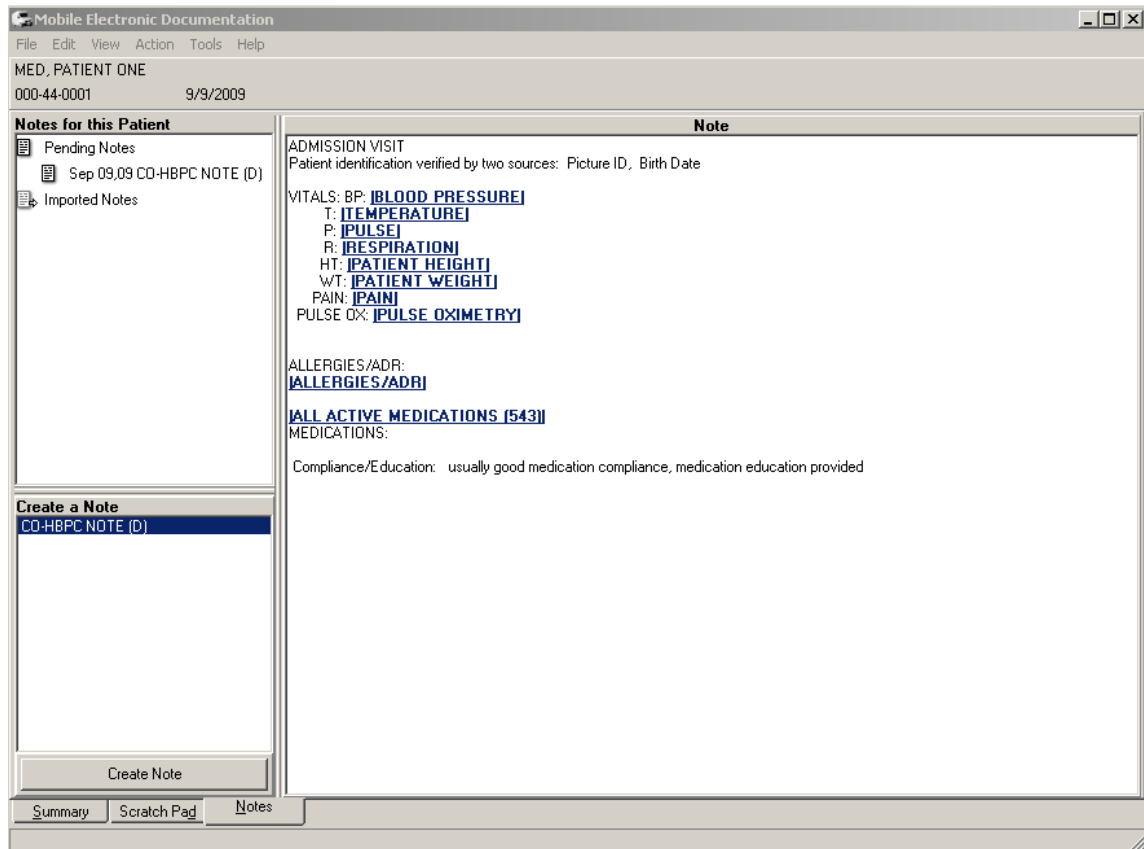 Mobile Electronic Documentation
File Edit View Action Tools Help
MED, PATIENT ONE
000-44-0001 9/9/2009
Notes for this Patient
Pending Notes
Sep 09,09 CO-HBPC NOTE (D)
Imported Notes
Create a Note
CO-HBPC NOTE (D)
Create Note
Note
ADMISSION VISIT
Patient identification verified by two sources: Picture ID, Birth Date
VITALS: BP: |BLOOD PRESSURE|
T: |TEMPERATURE|
P: |PULSE|
R: |RESPIRATION|
HT: |PATIENT HEIGHT|
WT: |PATIENT WEIGHT|
PAIN: |PAIN|
PULSE OX: |PULSE OXIMETRY|
ALLERGIES/ADR:
|ALLERGIES/ADR|
|ALL ACTIVE MEDICATIONS (543)|
MEDICATIONS:
Compliance/Education: usually good medication compliance, medication education provided
Summary Scratch Pad Notes